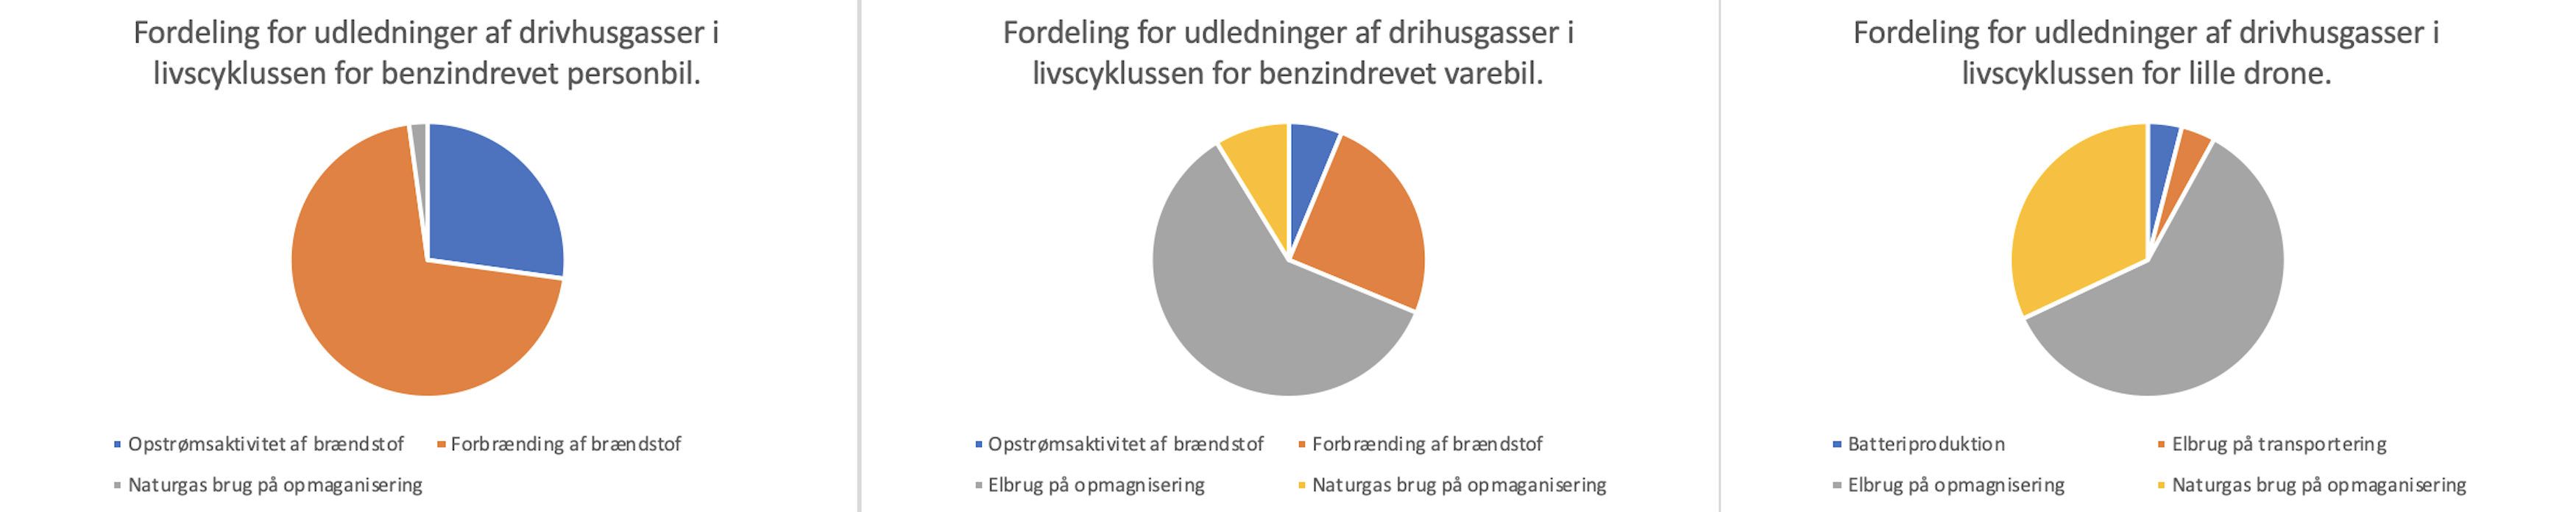 Fordeling for udledninger af drivhusgasser i
livscyklussen for benzindrevet personbil.
Opstrømsaktivitet af brændstof
Forbrænding af brændstof
Naturgas brug på opmaganisering
Fordeling for udledninger af drihusgasser i
livscyklussen for benzindrevet varebil.
Opstrømsaktivitet af brændstof
Forbrænding af brændstof
Elbrug på opmagnisering
Naturgas brug på opmaganisering
Fordeling for udledninger af drivhusgasser i
livscyklussen for lille drone.
Batteriproduktion
Elbrug på transportering
Elbrug på opmagnisering
Naturgas brug på opmaganisering